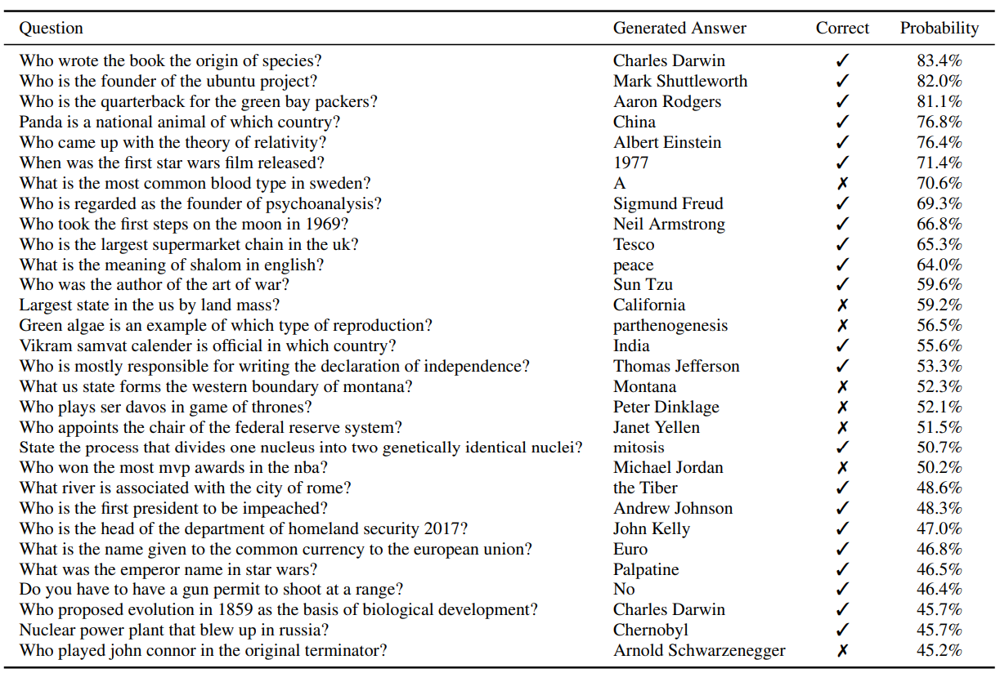 Question Generated Answer Correct Probability
Who wrote the book the origin of species? Charles Darwin ✓ 83.4%
Who is the founder of the ubuntu project? Mark Shuttleworth ✓ 82.0%
Who is the quarterback for the green bay packers? Aaron Rodgers ✓ 81.1%
Panda is a national animal of which country? China ✓ 76.8%
Who came up with the theory of relativity? Albert Einstein ✓ 76.4%
When was the first star wars film released? 1977 ✓ 71.4%
What is the most common blood type in sweden? A ✗ 70.6%
Who is regarded as the founder of psychoanalysis? Sigmund Freud ✓ 69.3%
Who took the first steps on the moon in 1969? Neil Armstrong ✓ 66.8%
Who is the largest supermarket chain in the uk? Tesco ✓ 65.3%
What is the meaning of shalom in english? peace ✓ 64.0%
Who was the author of the art of war? Sun Tzu ✓ 59.6%
Largest state in the us by land mass? California ✗ 59.2%
Green algae is an example of which type of reproduction? parthenogenesis ✗ 56.5%
Vikram samvat calender is official in which country? India ✓ 55.6%
Who is mostly responsible for writing the declaration of independence? Thomas Jefferson ✓ 53.3%
What us state forms the western boundary of montana? Montana ✗ 52.3%
Who plays ser davos in game of thrones? Peter Dinklage ✗ 52.1%
Who appoints the chair of the federal reserve system? Janet Yellen ✗ 51.5%
State the process that divides one nucleus into two genetically identical nuclei? mitosis ✓ 50.7%
Who won the most mvp awards in the nba? Michael Jordan ✗ 50.2%
What river is associated with the city of rome? the Tiber ✓ 48.6%
Who is the first president to be impeached? Andrew Johnson ✓ 48.3%
Who is the head of the department of homeland security 2017? John Kelly ✓ 47.0%
What is the name given to the common currency to the european union? Euro ✓ 46.8%
What was the emperor name in star wars? Palpatine ✓ 46.5%
Do you have to have a gun permit to shoot at a range? No ✓ 46.4%
Who proposed evolution in 1859 as the basis of biological development? Charles Darwin ✓ 45.7%
Nuclear power plant that blew up in russia? Chernobyl ✓ 45.7%
Who played john connor in the original terminator? Arnold Schwarzenegger ✗ 45.2%